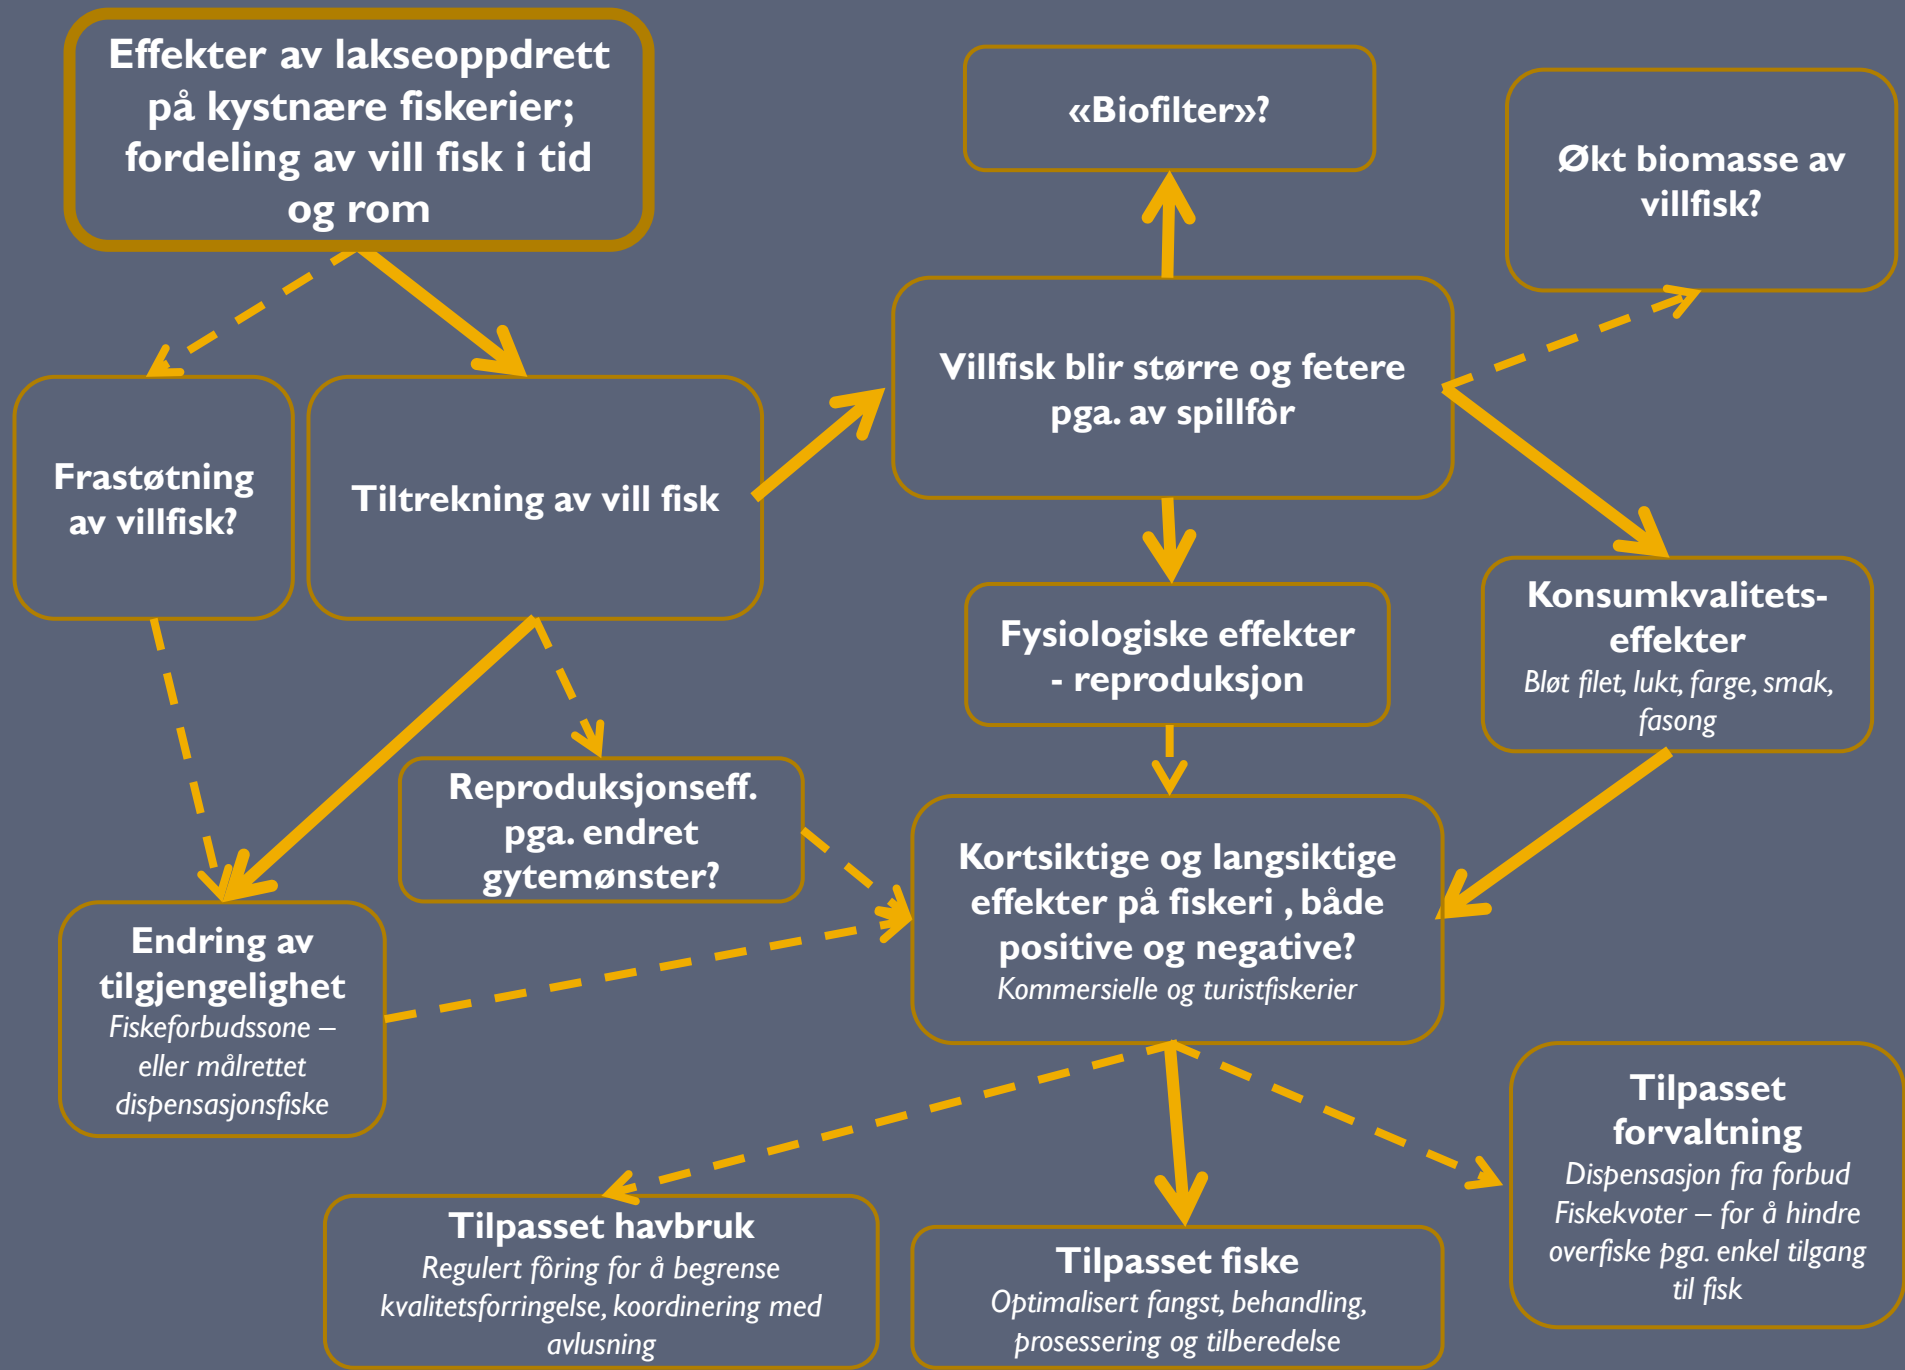 Effekter av lakseoppdrett
på kystnære fiskerier;
fordeling av vill fisk i tid
og rom
«Biofilter»?
Økt biomasse av
villfisk?
Villfisk blir større og fetere
pga. av spillfôr
Frastøtning
av villfisk?
Tiltrekning av vill fisk
Fysiologiske effekter
- reproduksjon
Konsumkvalitets-
effekter
Bløt filet, lukt, farge, smak,
fasong
Reproduksjonseff.
pga. endret
gytemønster?
Kortsiktige og langsiktige
effekter på fiskeri , både
positive og negative?
Kommersielle og turistfiskerier
Endring av
tilgjengelighet
Fiskeforbudssone –
eller målrettet
dispensasjonsfiske
Tilpasset havbruk
Regulert fôring for å begrense
kvalitetsforringelse, koordinering med
avlusning
Tilpasset fiske
Optimalisert fangst, behandling,
prosessering og tilberedelse
Tilpasset
forvaltning
Dispensasjon fra forbud
Fiskekvoter – for å hindre
overfiske pga. enkel tilgang
til fisk